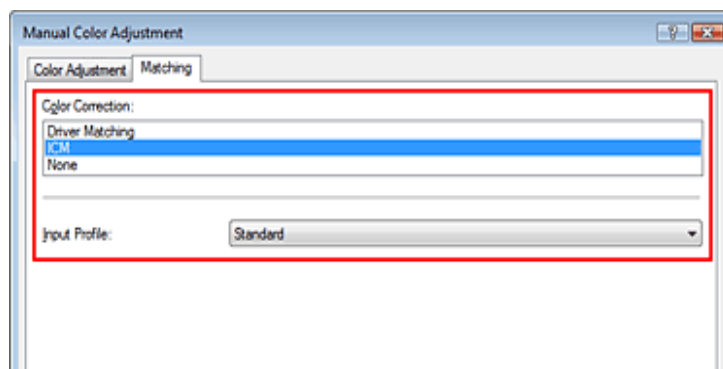 Manual Color Adjustment
Color Adjustment Matching
Color Correction:
Driver Matching
ICM
None
Input Profile: Standard